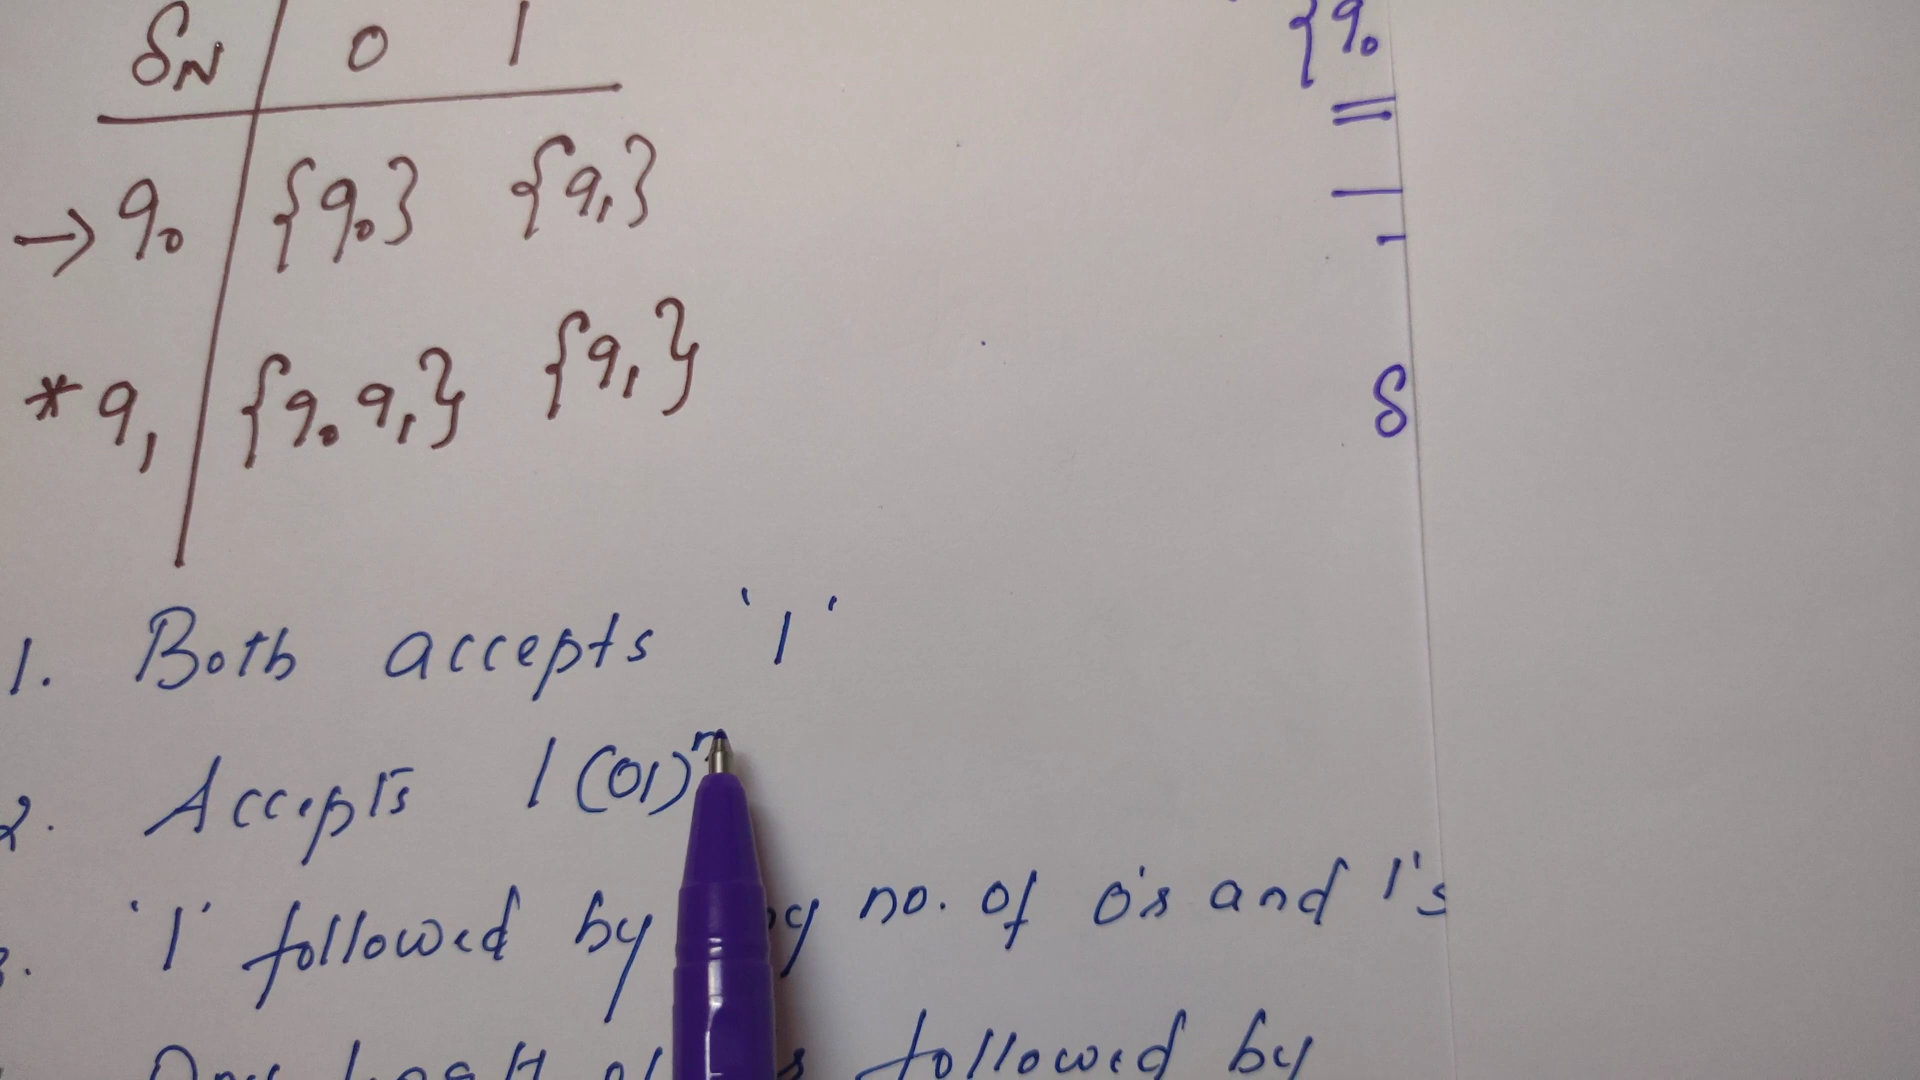 δN 0 1
→ q0 {q0} {q1}
* q1 {q0 q1} {q1}
{q0
δ
1. Both accepts '1'
2. Accepts 1(01)ⁿ
3. '1' followed by no. of 0's and 1's
followed by